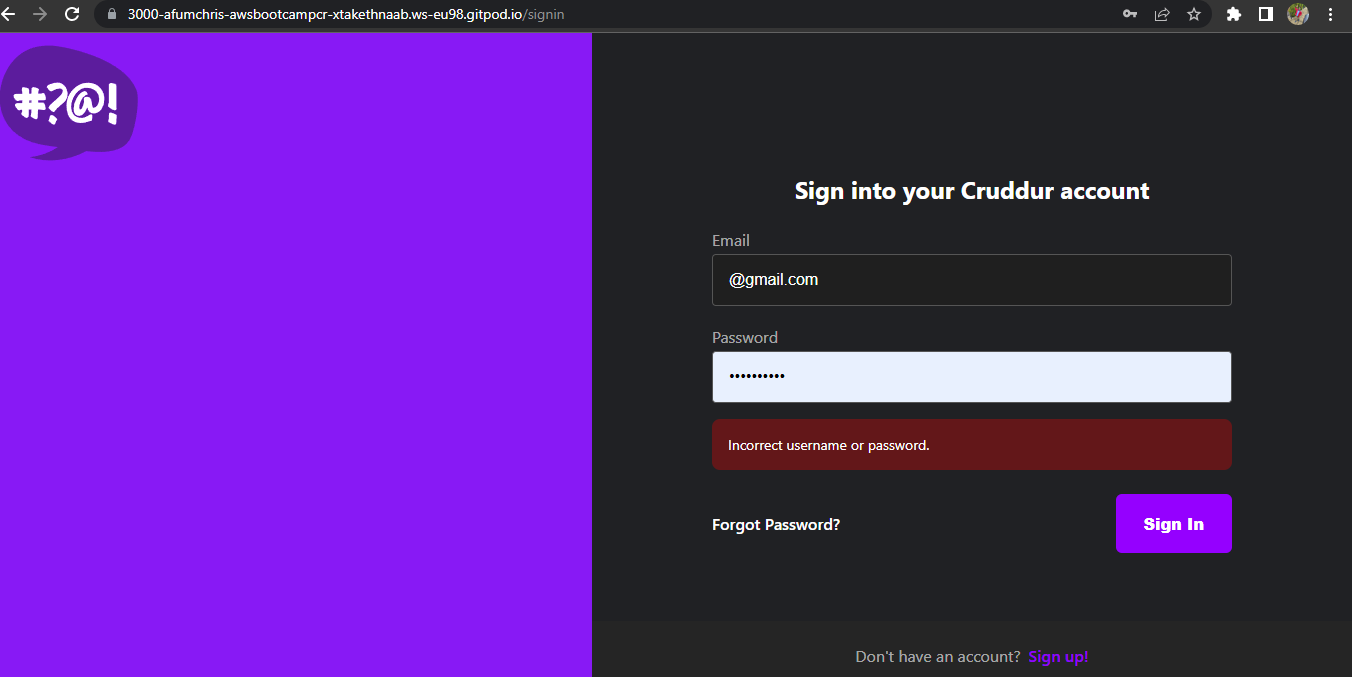 3000-afumchris-awsbootcampcr-xtakethnaab.ws-eu98.gitpod.io/signin
#?@!
Sign into your Cruddur account
Email
@gmail.com
Password
••••••••••
Incorrect username or password.
Forgot Password?
Sign In
Don't have an account? Sign up!